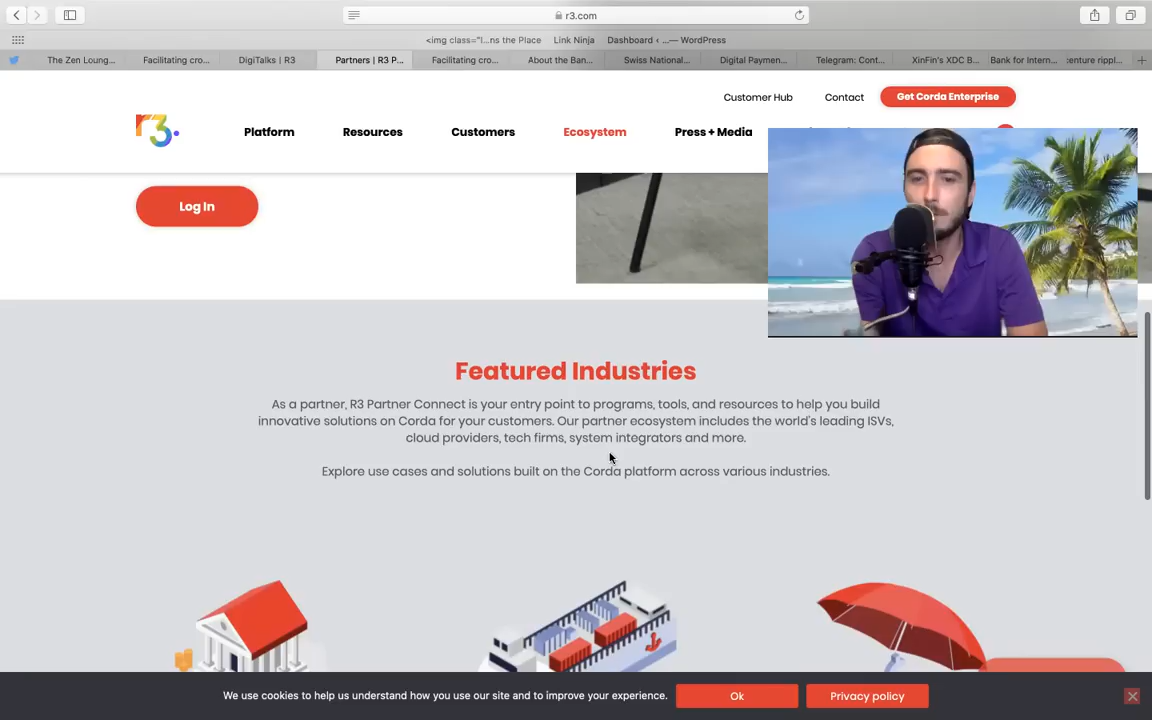 r3.com
<img class="l...ns the Place Link Ninja Dashboard ‹ ...— WordPress
The Zen Loung... Facilitating cro... DigiTalks | R3 Partners | R3 P... Facilitating cro... About the Ban... Swiss National... Digital Paymen... Telegram: Cont... XinFin's XDC B... Bank for Intern... :enture rippl...
Customer Hub Contact Get Corda Enterprise
r3.
Platform Resources Customers Ecosystem Press + Media
Log In
Featured Industries
As a partner, R3 Partner Connect is your entry point to programs, tools, and resources to help you build
innovative solutions on Corda for your customers. Our partner ecosystem includes the world's leading ISVs,
cloud providers, tech firms, system integrators and more.
Explore use cases and solutions built on the Corda platform across various industries.
We use cookies to help us understand how you use our site and to improve your experience. Ok Privacy policy